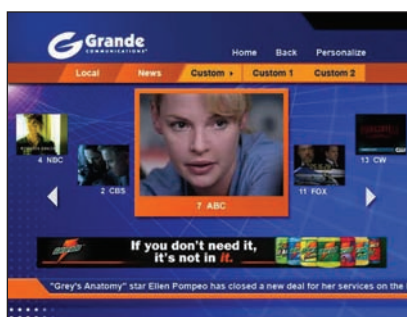 Grande
COMMUNICATIONS
Home Back Personalize
Local News Custom Custom 1 Custom 2
4 NBC
2 CBS
7 ABC
11 FOX
13 CW
If you don't need it,
it's not in it.
"Grey's Anatomy" star Ellen Pompeo has closed a new deal for her services on the